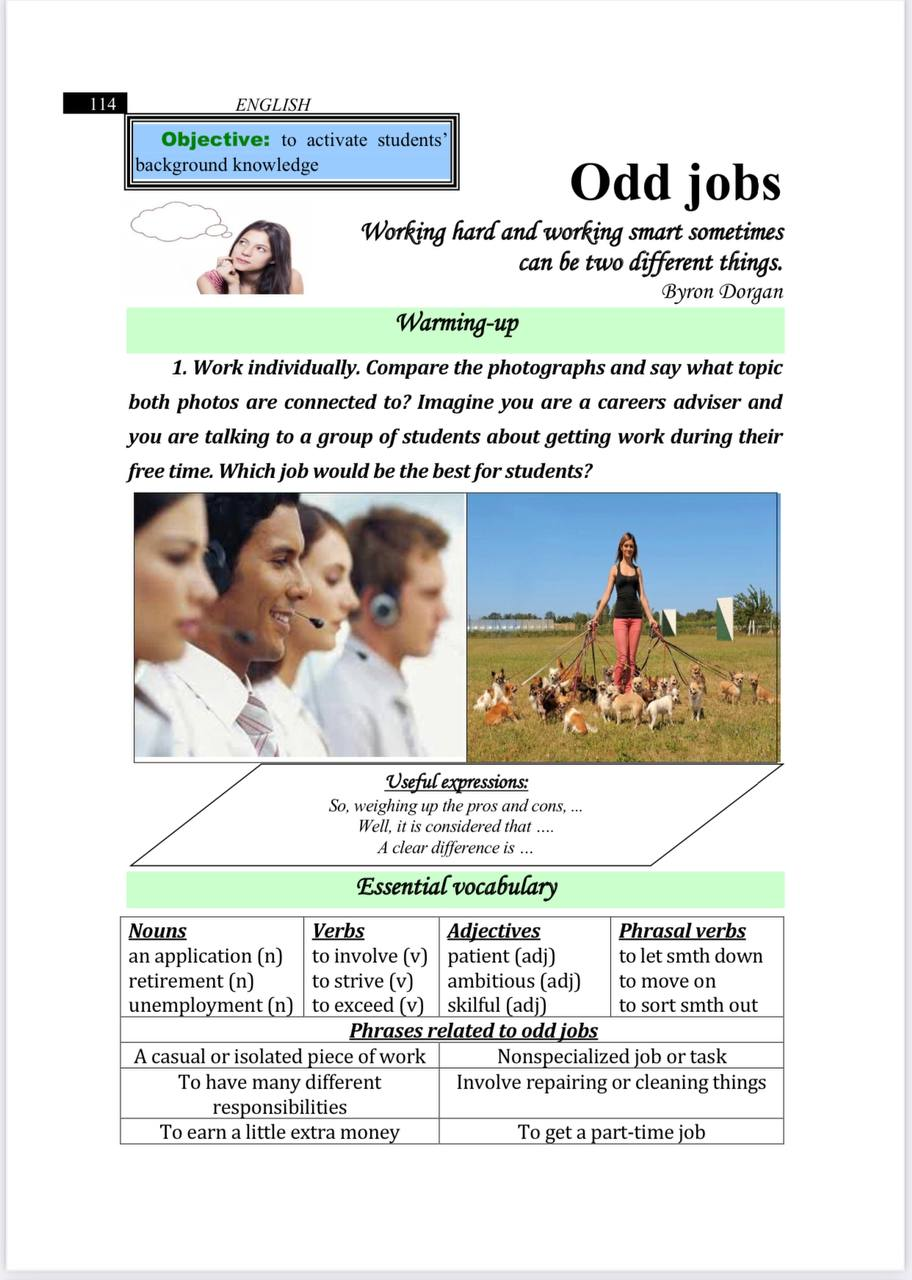 114
ENGLISH
Objective: to activate students’
background knowledge
Odd jobs
Working hard and working smart sometimes
can be two different things.
Byron Dorgan
Warming-up
1. Work individually. Compare the photographs and say what topic
both photos are connected to? Imagine you are a careers adviser and
you are talking to a group of students about getting work during their
free time. Which job would be the best for students?
Useful expressions:
So, weighing up the pros and cons, ...
Well, it is considered that ….
A clear difference is …
Essential vocabulary
Nouns
an application (n)
retirement (n)
unemployment (n)
Verbs
to involve (v)
to strive (v)
to exceed (v)
Adjectives
patient (adj)
ambitious (adj)
skilful (adj)
Phrasal verbs
to let smth down
to move on
to sort smth out
Phrases related to odd jobs
A casual or isolated piece of work
Nonspecialized job or task
To have many different
responsibilities
Involve repairing or cleaning things
To earn a little extra money
To get a part-time job